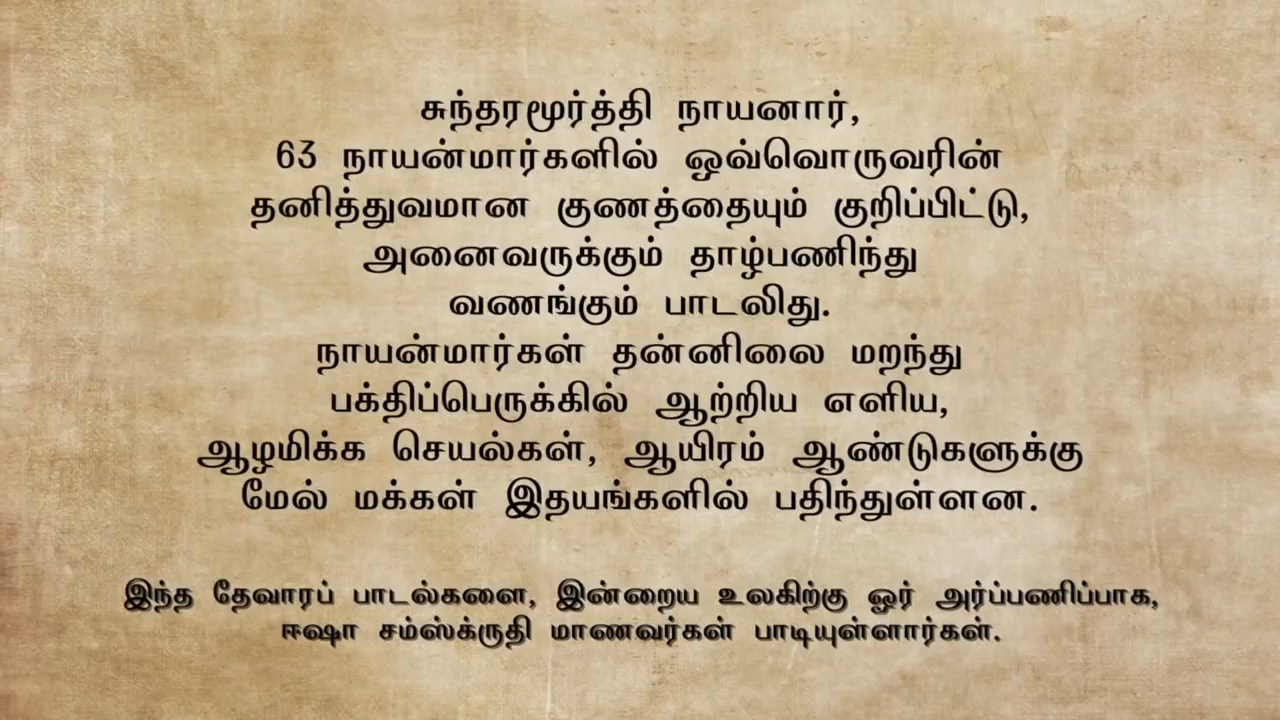 சுந்தரமூர்த்தி நாயனார்,
63 நாயன்மார்களில் ஒவ்வொருவரின்
தனித்துவமான குணத்தையும் குறிப்பிட்டு,
அனைவருக்கும் தாழ்பணிந்து
வணங்கும் பாடலிது.
நாயன்மார்கள் தன்னிலை மறந்து
பக்திப்பெருக்கில் ஆற்றிய எளிய,
ஆழமிக்க செயல்கள், ஆயிரம் ஆண்டுகளுக்கு
மேல் மக்கள் இதயங்களில் பதிந்துள்ளன.
இந்த தேவாரப் பாடல்களை, இன்றைய உலகிற்கு ஓர் அர்ப்பணிப்பாக,
ஈஷா சம்ஸ்க்ருதி மாணவர்கள் பாடியுள்ளார்கள்.